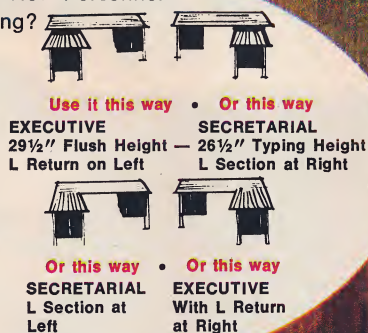 ng?
Use it this way • Or this way
EXECUTIVE SECRETARIAL
29½″ Flush Height — 26½″ Typing Height
L Return on Left L Section at Right
Or this way • Or this way
SECRETARIAL EXECUTIVE
L Section at With L Return
Left at Right